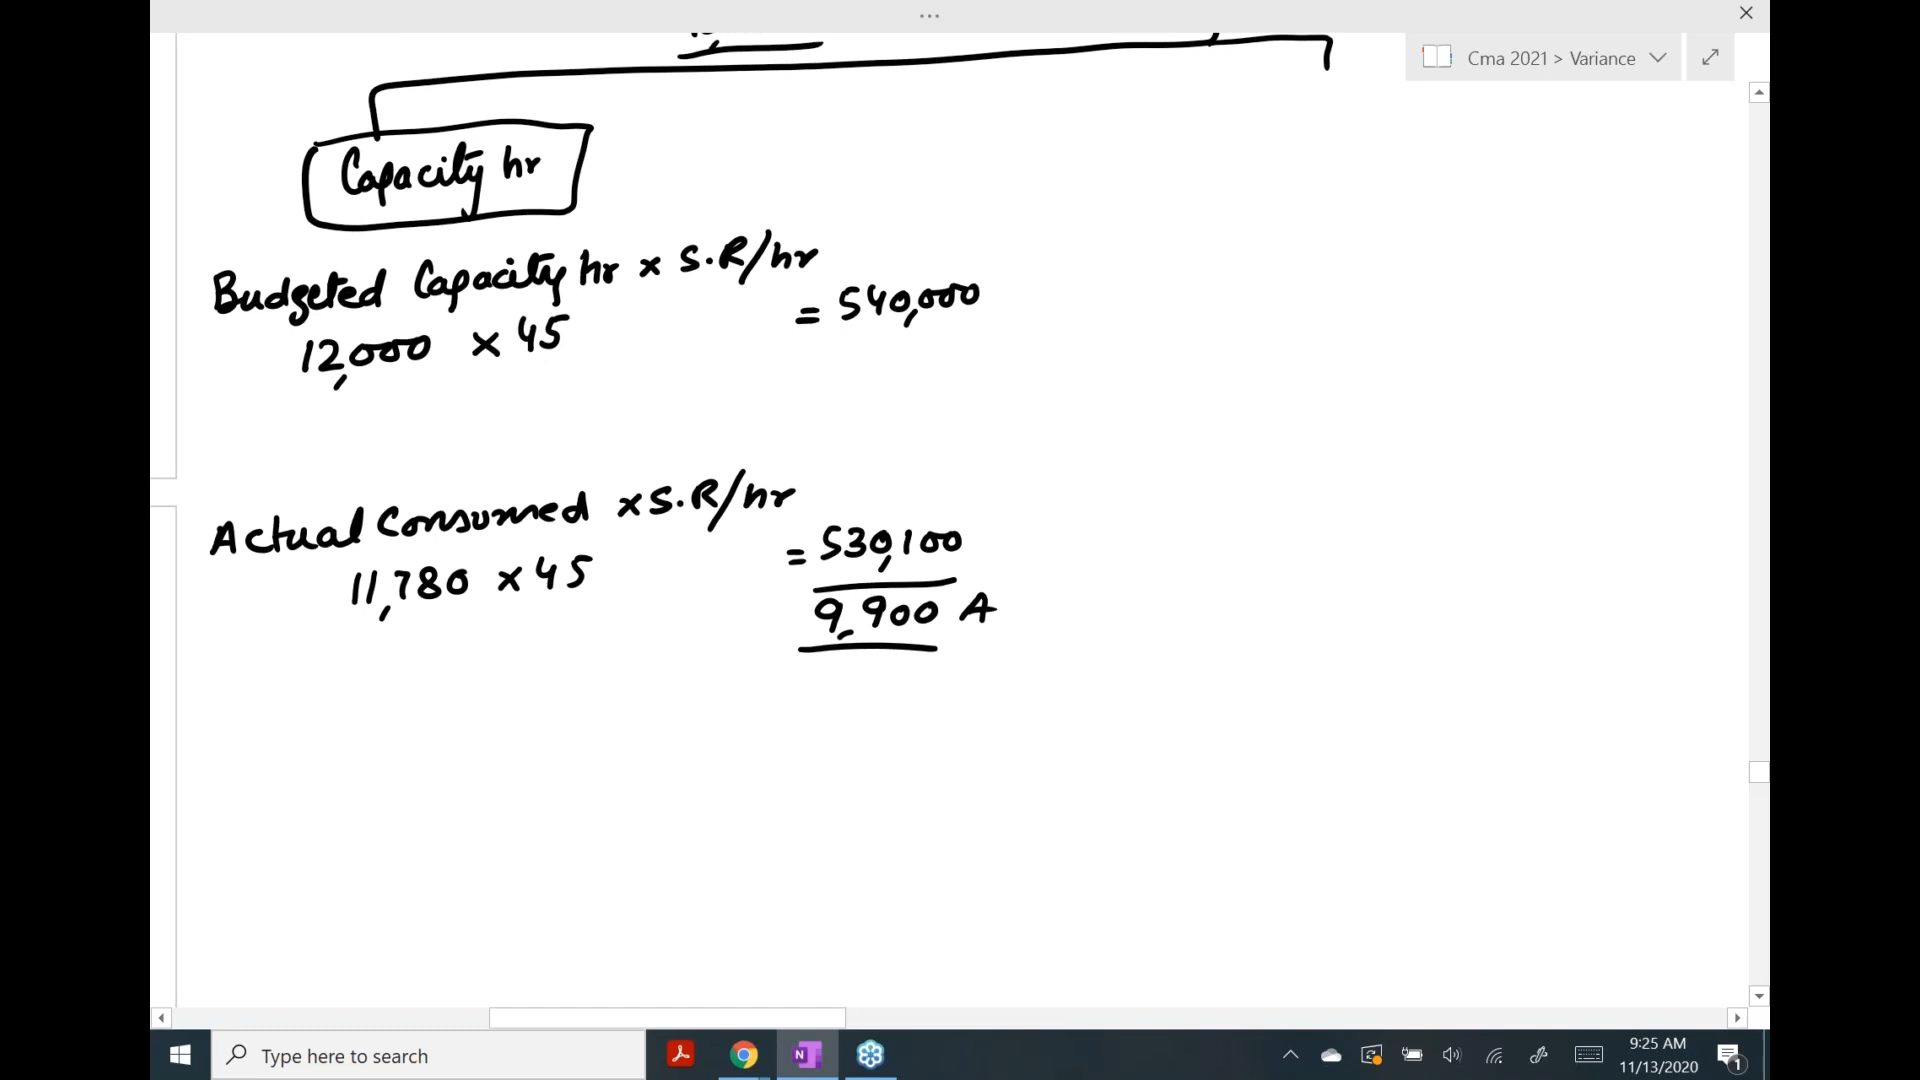 Cma 2021 > Variance
Capacity hr
Budgeted Capacity hr x S.R/hr
= 540,000
12,000 x 45
Actual Consumed x S.R/hr
= 530,100
11,780 x 45
9,900 A
Type here to search
9:25 AM
11/13/2020
1